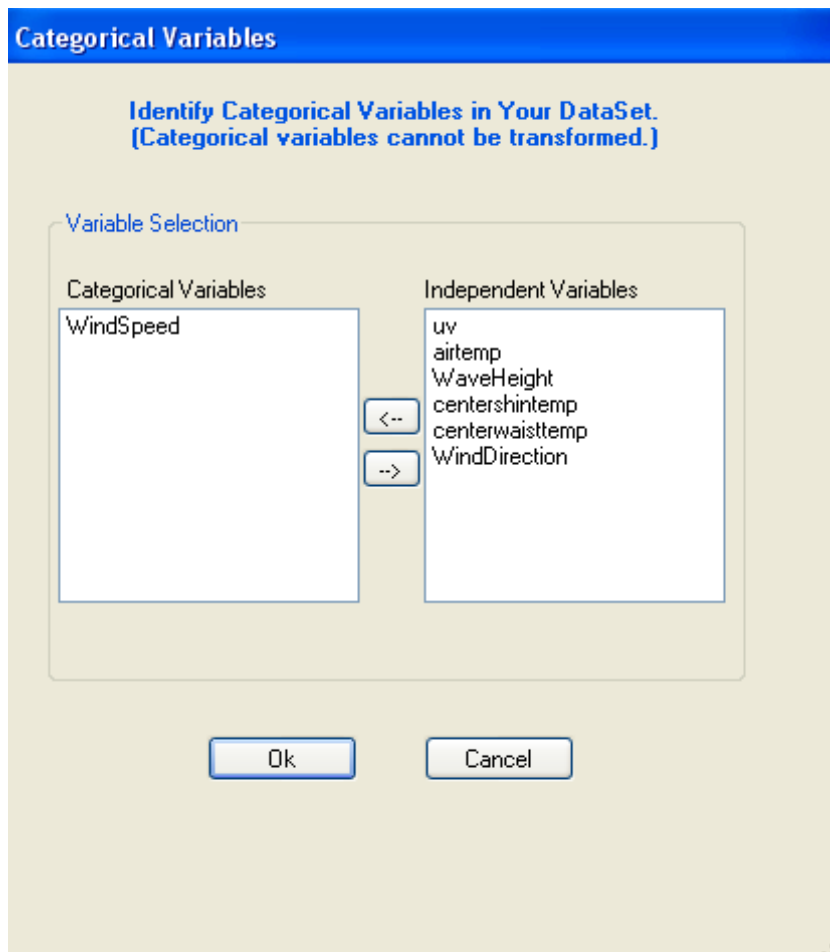 Categorical Variables
Identify Categorical Variables in Your DataSet.
(Categorical variables cannot be transformed.)
Variable Selection
Categorical Variables
WindSpeed
Independent Variables
uv
airtemp
WaveHeight
centershintemp
centerwaisttemp
WindDirection
<--
-->
Ok
Cancel